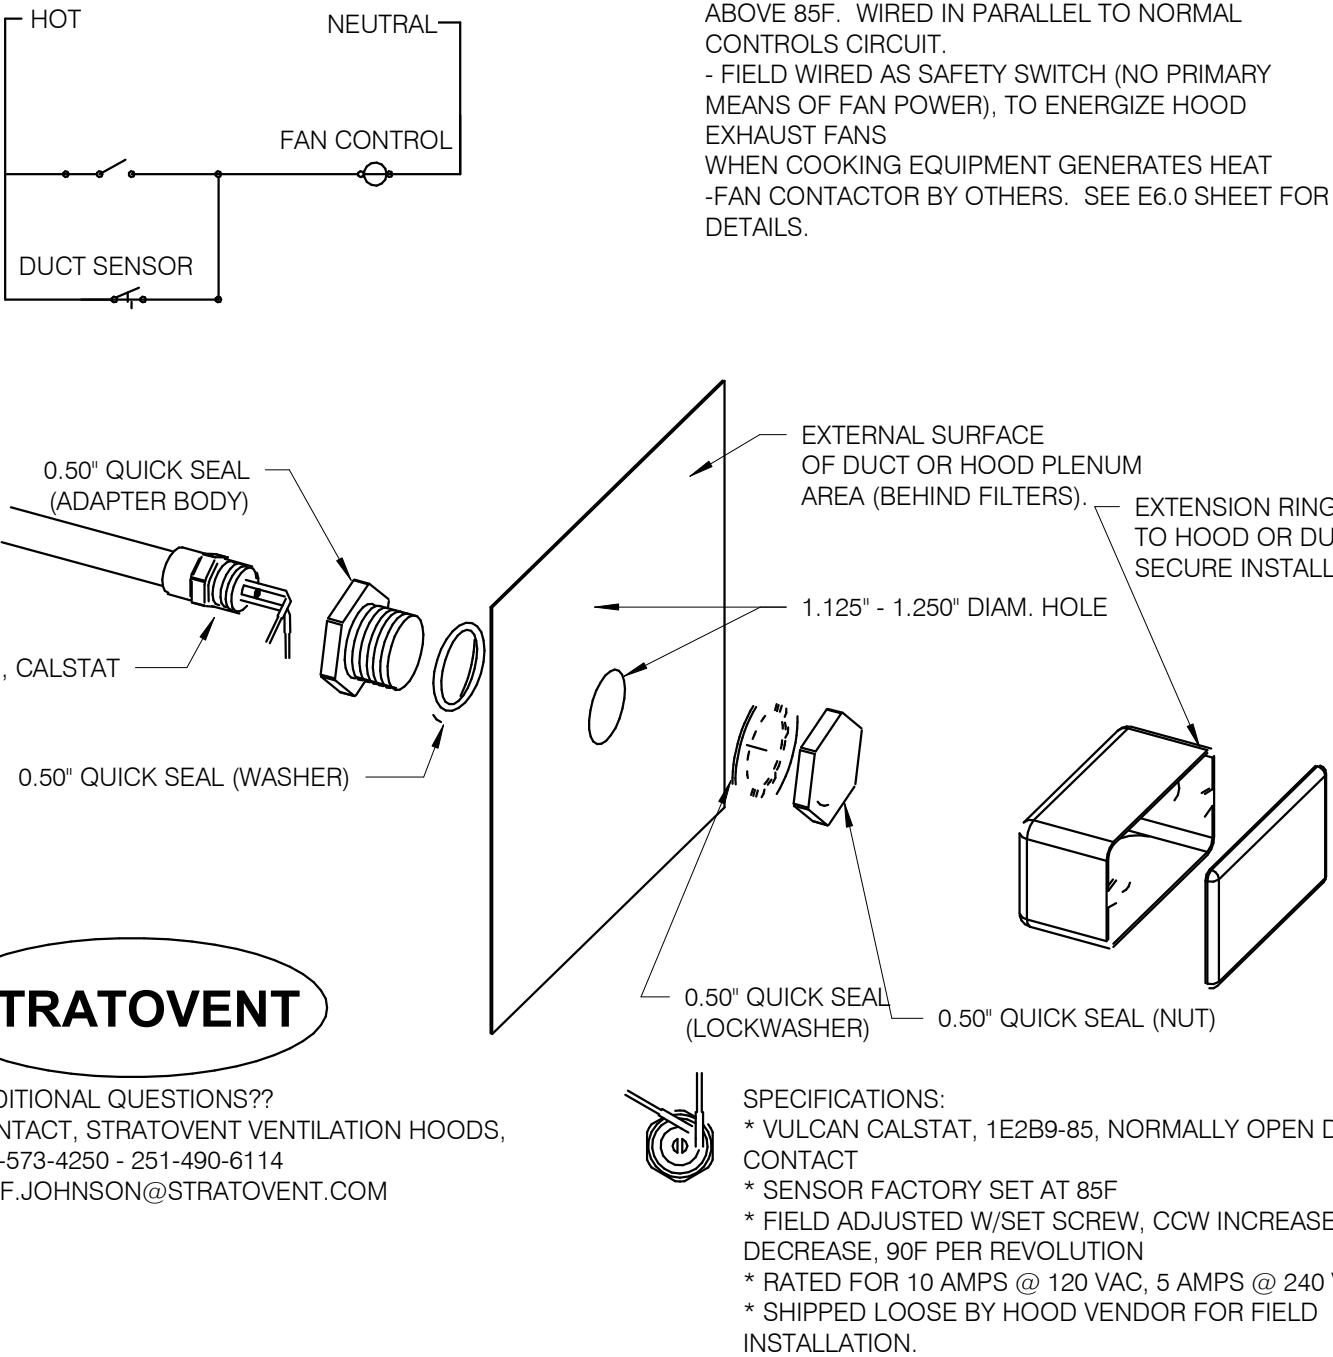 HOT
NEUTRAL
FAN CONTROL
DUCT SENSOR
ABOVE 85F. WIRED IN PARALLEL TO NORMAL
CONTROLS CIRCUIT.
- FIELD WIRED AS SAFETY SWITCH (NO PRIMARY
MEANS OF FAN POWER), TO ENERGIZE HOOD
EXHAUST FANS
WHEN COOKING EQUIPMENT GENERATES HEAT
-FAN CONTACTOR BY OTHERS. SEE E6.0 SHEET FOR
DETAILS.
0.50" QUICK SEAL
(ADAPTER BODY)
, CALSTAT
0.50" QUICK SEAL (WASHER)
EXTERNAL SURFACE
OF DUCT OR HOOD PLENUM
AREA (BEHIND FILTERS).
EXTENSION RING
TO HOOD OR DU
SECURE INSTALL
1.125" - 1.250" DIAM. HOLE
0.50" QUICK SEAL
(LOCKWASHER)
0.50" QUICK SEAL (NUT)
TRATOVENT
DITIONAL QUESTIONS??
NTACT, STRATOVENT VENTILATION HOODS,
-573-4250 - 251-490-6114
F.JOHNSON@STRATOVENT.COM
SPECIFICATIONS:
* VULCAN CALSTAT, 1E2B9-85, NORMALLY OPEN D
CONTACT
* SENSOR FACTORY SET AT 85F
* FIELD ADJUSTED W/SET SCREW, CCW INCREASE
DECREASE, 90F PER REVOLUTION
* RATED FOR 10 AMPS @ 120 VAC, 5 AMPS @ 240 V
* SHIPPED LOOSE BY HOOD VENDOR FOR FIELD
INSTALLATION.